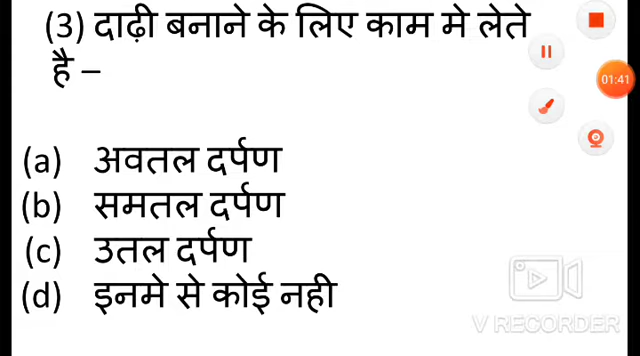 (3) दाढ़ी बनाने के लिए काम मे लेते
है –
01:41
(a) अवतल दर्पण
(b) समतल दर्पण
(c) उतल दर्पण
(d) इनमे से कोई नही
V RECORDER